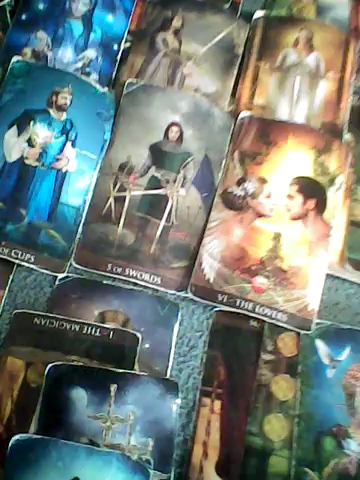 OF CUPS
5 OF SWORDS
VI - THE LOVERS
I - THE MAGICIAN